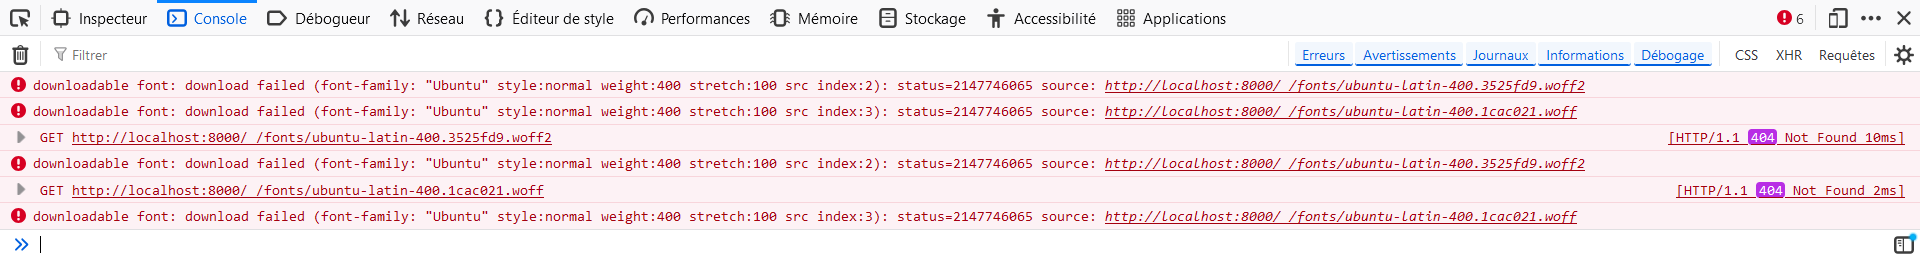 Inspecteur Console Débogueur Réseau Éditeur de style Performances Mémoire Stockage Accessibilité Applications 6
Filtrer Erreurs Avertissements Journaux Informations Débogage CSS XHR Requêtes
downloadable font: download failed (font-family: "Ubuntu" style:normal weight:400 stretch:100 src index:2): status=2147746065 source: http://localhost:8000/_/fonts/ubuntu-latin-400.3525fd9.woff2
downloadable font: download failed (font-family: "Ubuntu" style:normal weight:400 stretch:100 src index:3): status=2147746065 source: http://localhost:8000/_/fonts/ubuntu-latin-400.1cac021.woff
GET http://localhost:8000/_/fonts/ubuntu-latin-400.3525fd9.woff2 [HTTP/1.1 404 Not Found 10ms]
downloadable font: download failed (font-family: "Ubuntu" style:normal weight:400 stretch:100 src index:2): status=2147746065 source: http://localhost:8000/_/fonts/ubuntu-latin-400.3525fd9.woff2
GET http://localhost:8000/_/fonts/ubuntu-latin-400.1cac021.woff [HTTP/1.1 404 Not Found 2ms]
downloadable font: download failed (font-family: "Ubuntu" style:normal weight:400 stretch:100 src index:3): status=2147746065 source: http://localhost:8000/_/fonts/ubuntu-latin-400.1cac021.woff